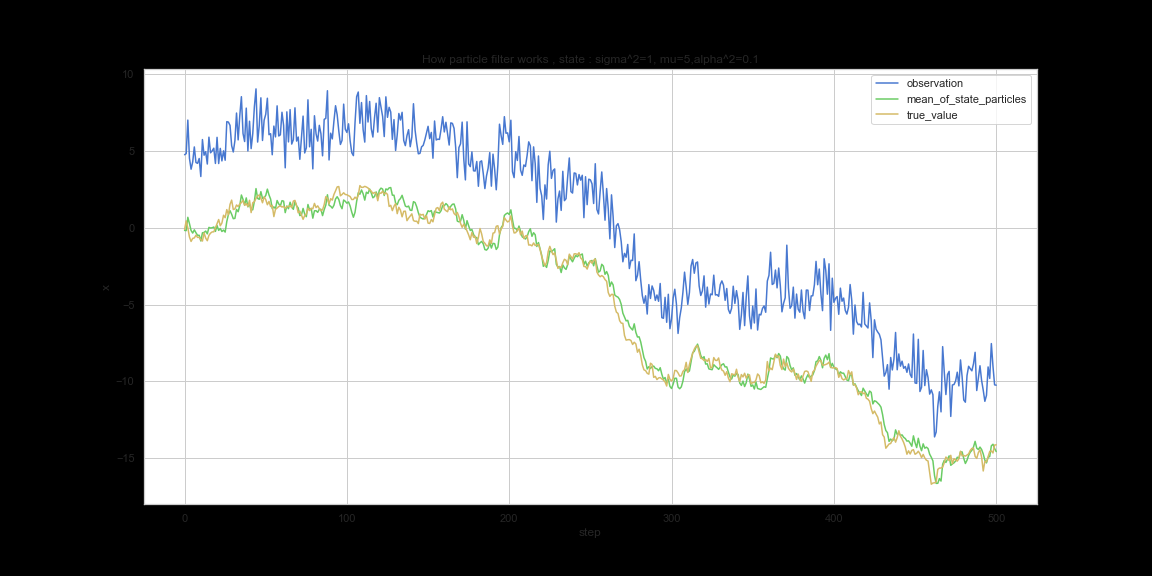 How particle filter works , state : sigma^2=1, mu=5,alpha^2=0.1
10
5
0
−5
−10
−15
x
observation
mean_of_state_particles
true_value
0 100 200 300 400 500
step